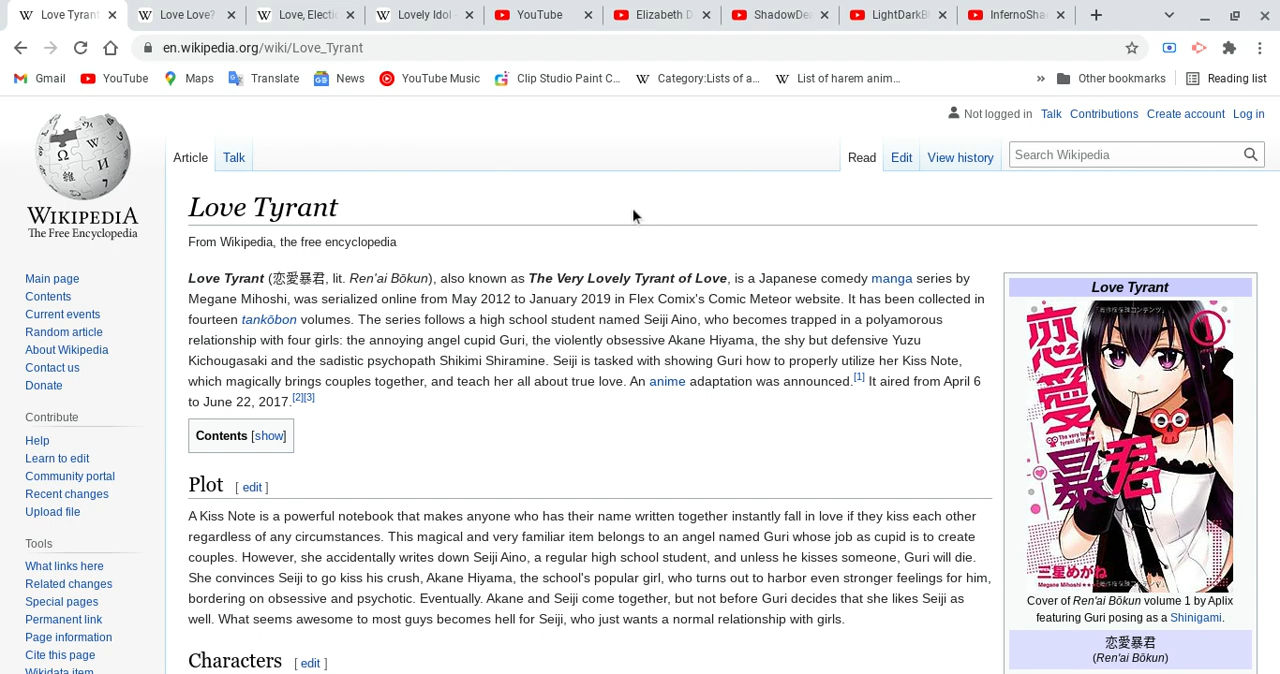 Love Tyrant
Love Love?
Love, Electi
Lovely Idol
YouTube
Elizabeth D
ShadowDea
LightDarkB
InfernoSha
en.wikipedia.org/wiki/Love_Tyrant
Gmail
YouTube
Maps
Translate
News
YouTube Music
Clip Studio Paint C...
Category:Lists of a...
List of harem anim...
»
Other bookmarks
Reading list
Not logged in
Talk
Contributions
Create account
Log in
Article
Talk
Read
Edit
View history
Search Wikipedia
WIKIPEDIA
The Free Encyclopedia
Main page
Contents
Current events
Random article
About Wikipedia
Contact us
Donate
Contribute
Help
Learn to edit
Community portal
Recent changes
Upload file
Tools
What links here
Related changes
Special pages
Permanent link
Page information
Cite this page
Wikidata item
Love Tyrant
From Wikipedia, the free encyclopedia
Love Tyrant (恋愛暴君, lit. Ren'ai Bōkun), also known as The Very Lovely Tyrant of Love, is a Japanese comedy manga series by
Megane Mihoshi, was serialized online from May 2012 to January 2019 in Flex Comix's Comic Meteor website. It has been collected in
fourteen tankōbon volumes. The series follows a high school student named Seiji Aino, who becomes trapped in a polyamorous
relationship with four girls: the annoying angel cupid Guri, the violently obsessive Akane Hiyama, the shy but defensive Yuzu
Kichougasaki and the sadistic psychopath Shikimi Shiramine. Seiji is tasked with showing Guri how to properly utilize her Kiss Note,
which magically brings couples together, and teach her all about true love. An anime adaptation was announced.[1] It aired from April 6
to June 22, 2017.[2][3]
Contents [show]
Plot [ edit ]
A Kiss Note is a powerful notebook that makes anyone who has their name written together instantly fall in love if they kiss each other
regardless of any circumstances. This magical and very familiar item belongs to an angel named Guri whose job as cupid is to create
couples. However, she accidentally writes down Seiji Aino, a regular high school student, and unless he kisses someone, Guri will die.
She convinces Seiji to go kiss his crush, Akane Hiyama, the school's popular girl, who turns out to harbor even stronger feelings for him,
bordering on obsessive and psychotic. Eventually. Akane and Seiji come together, but not before Guri decides that she likes Seiji as
well. What seems awesome to most guys becomes hell for Seiji, who just wants a normal relationship with girls.
Characters [ edit ]
Love Tyrant
恋愛暴君
1
The very lovely
Tyrant of love
三星めがね
Megane Mihoshi
Cover of Ren'ai Bōkun volume 1 by Aplix
featuring Guri posing as a Shinigami.
恋愛暴君
(Ren'ai Bōkun)